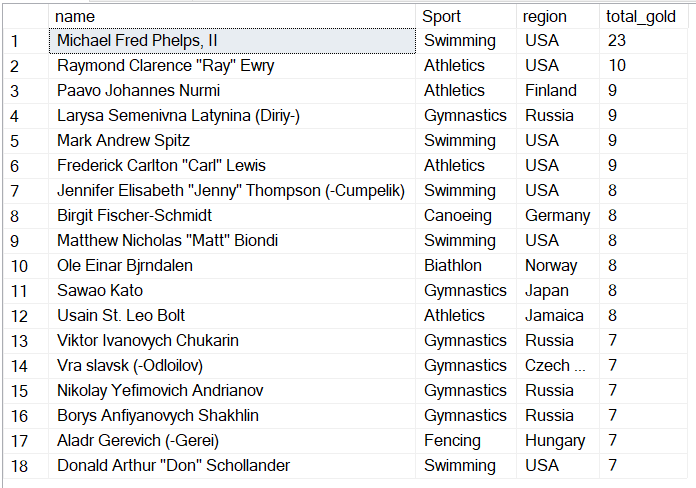 name Sport region total_gold
1 Michael Fred Phelps, II Swimming USA 23
2 Raymond Clarence "Ray" Ewry Athletics USA 10
3 Paavo Johannes Nurmi Athletics Finland 9
4 Larysa Semenivna Latynina (Diriy-) Gymnastics Russia 9
5 Mark Andrew Spitz Swimming USA 9
6 Frederick Carlton "Carl" Lewis Athletics USA 9
7 Jennifer Elisabeth "Jenny" Thompson (-Cumpelik) Swimming USA 8
8 Birgit Fischer-Schmidt Canoeing Germany 8
9 Matthew Nicholas "Matt" Biondi Swimming USA 8
10 Ole Einar Bjrndalen Biathlon Norway 8
11 Sawao Kato Gymnastics Japan 8
12 Usain St. Leo Bolt Athletics Jamaica 8
13 Viktor Ivanovych Chukarin Gymnastics Russia 7
14 Vra slavsk (-Odloilov) Gymnastics Czech ... 7
15 Nikolay Yefimovich Andrianov Gymnastics Russia 7
16 Borys Anfiyanovych Shakhlin Gymnastics Russia 7
17 Aladr Gerevich (-Gerei) Fencing Hungary 7
18 Donald Arthur "Don" Schollander Swimming USA 7